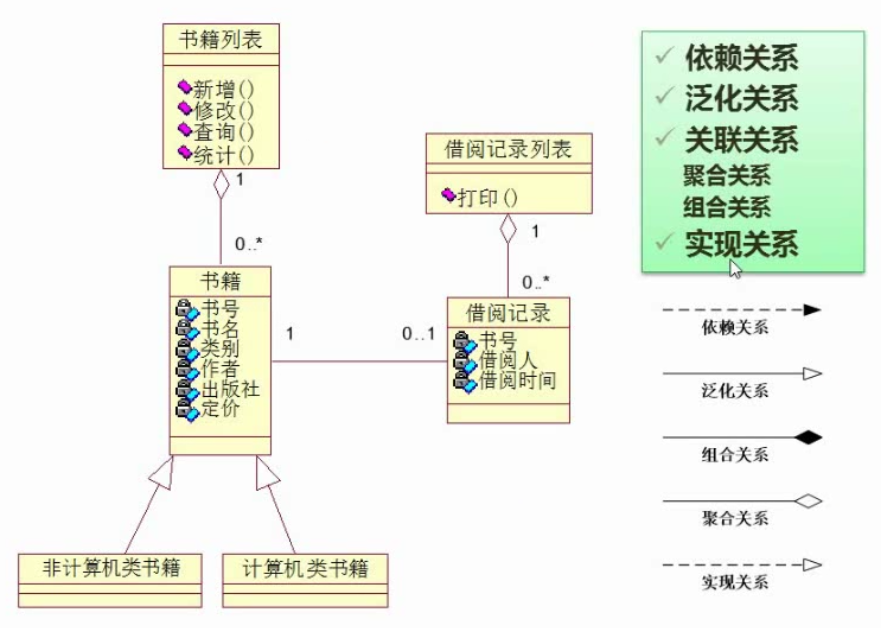 书籍列表
新增()
修改()
查询()
统计()
1
0..*
书籍
书号
书名
类别
作者
出版社
定价
1
0..1
借阅记录列表
打印()
1
0..*
借阅记录
书号
借阅人
借阅时间
非计算机类书籍
计算机类书籍
依赖关系
泛化关系
关联关系
聚合关系
组合关系
实现关系
依赖关系
泛化关系
组合关系
聚合关系
实现关系